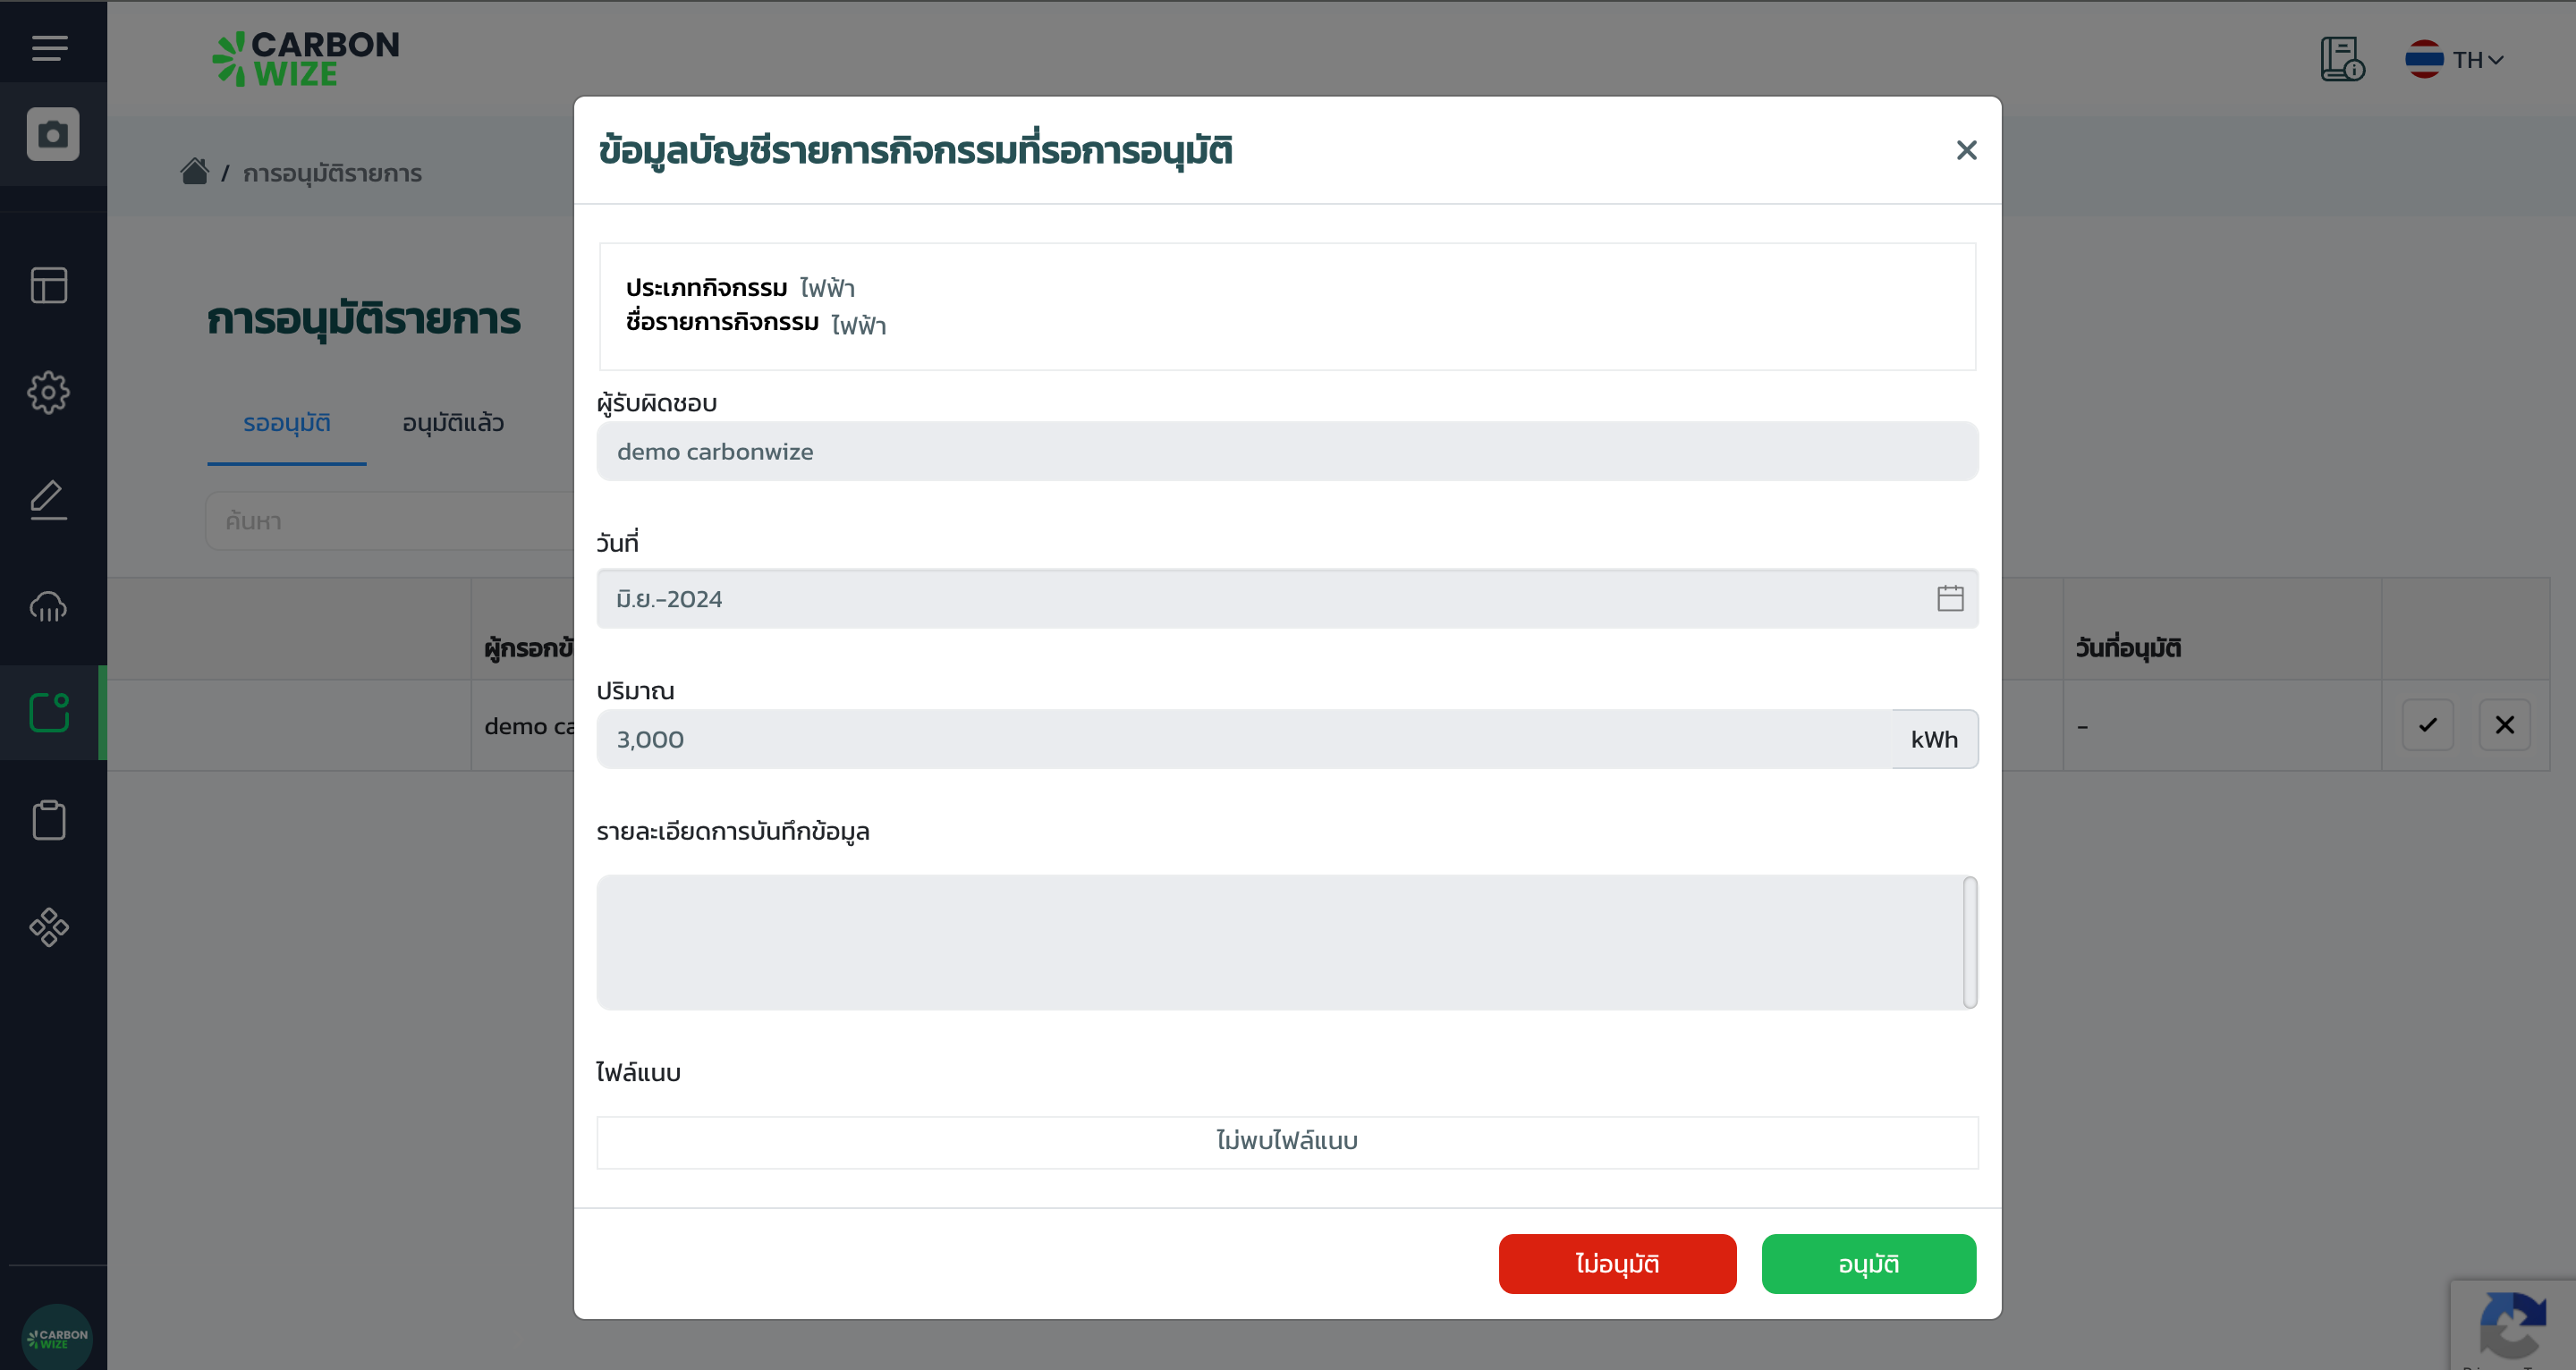 CARBON
WIZE
TH
/ การอนุมัติรายการ
การอนุมัติรายการ
รออนุมัติ อนุมัติแล้ว
ค้นหา
ผู้กรอกข้
วันที่อนุมัติ
demo ca
-
ข้อมูลบัญชีรายการกิจกรรมที่รอการอนุมัติ
ประเภทกิจกรรม ไฟฟ้า
ชื่อรายการกิจกรรม ไฟฟ้า
ผู้รับผิดชอบ
demo carbonwize
วันที่
มิ.ย.-2024
ปริมาณ
3,000 kWh
รายละเอียดการบันทึกข้อมูล
ไฟล์แนบ
ไม่พบไฟล์แนบ
ไม่อนุมัติ อนุมัติ
CARBON
WIZE